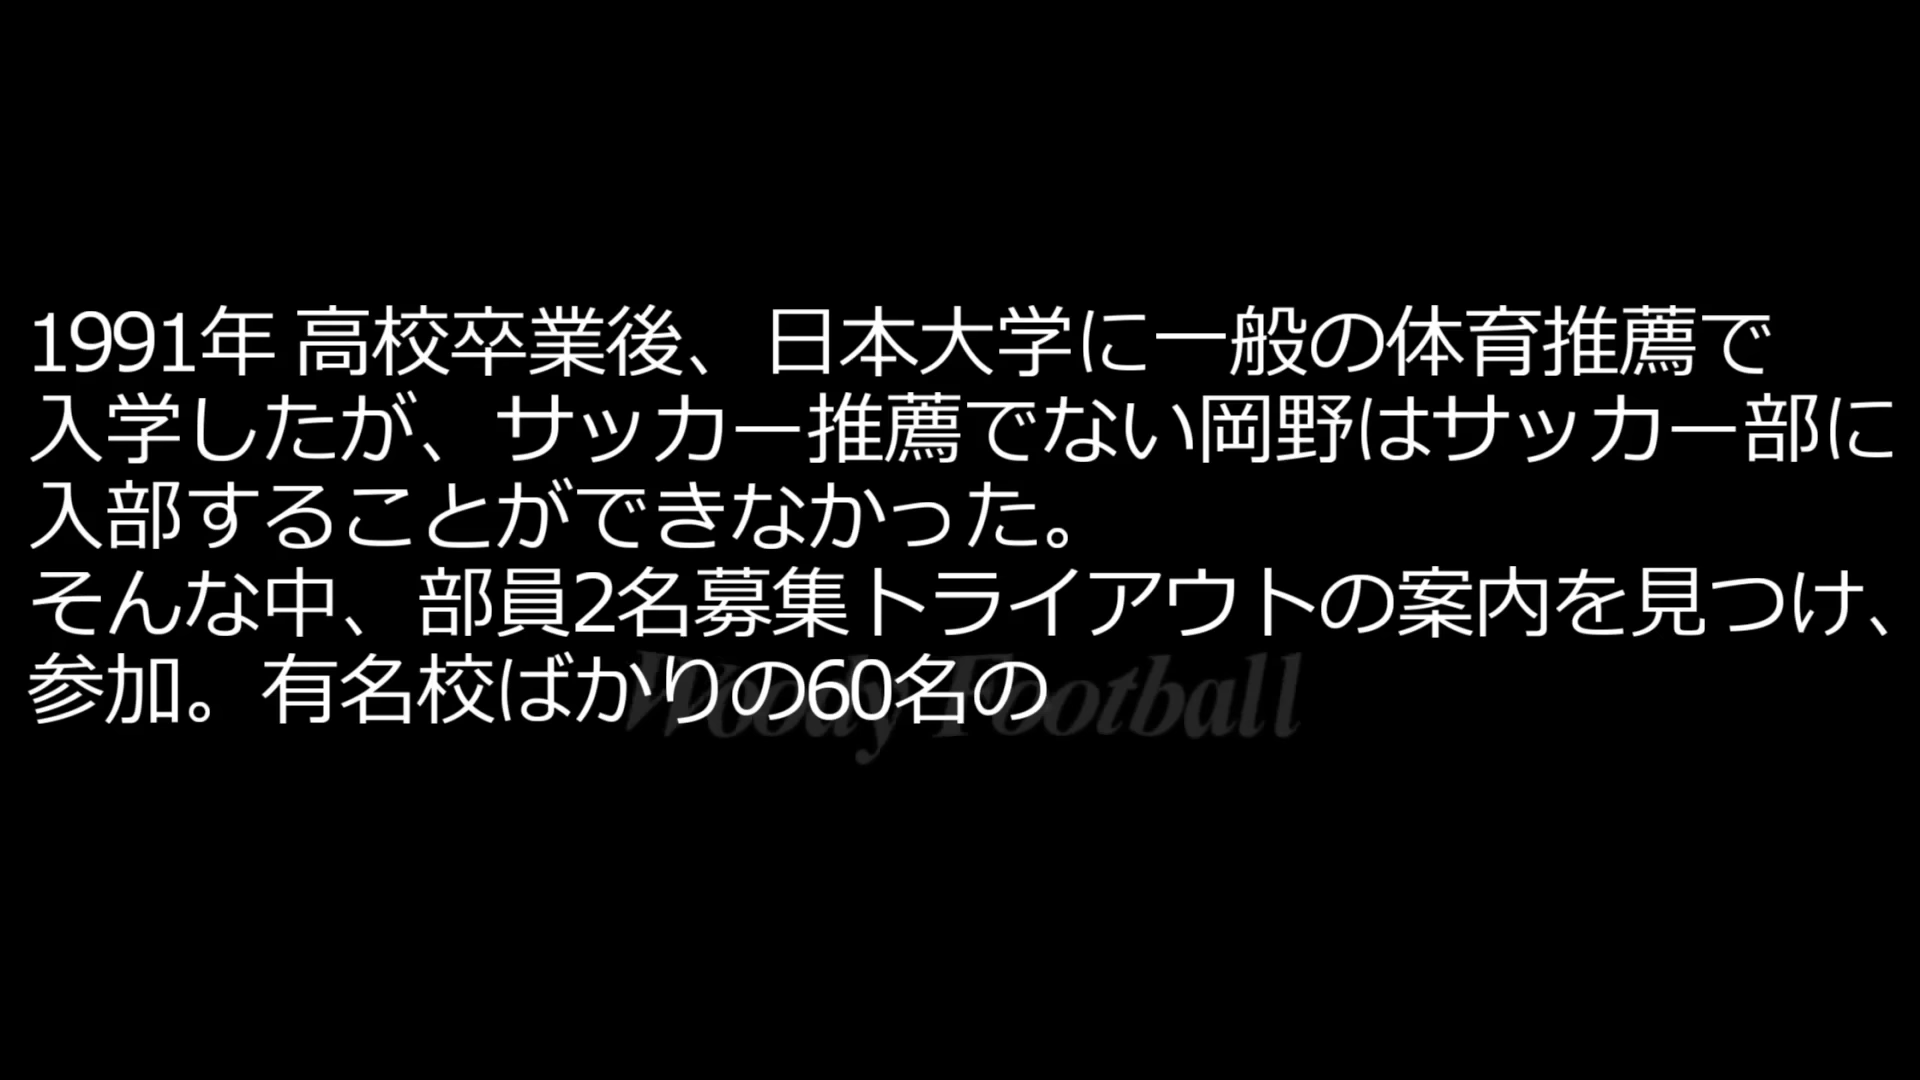 1991年 高校卒業後、日本大学に一般の体育推薦で
入学したが、サッカー推薦でない岡野はサッカー部に
入部することができなかった。
そんな中、部員2名募集トライアウトの案内を見つけ、
参加。有名校ばかりの60名の
Woody Football